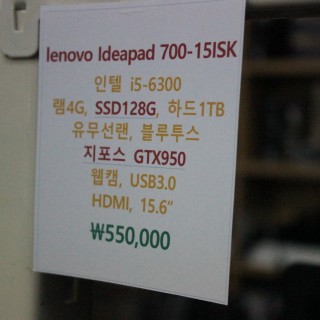 lenovo Ideapad 700-15ISK
인텔 i5-6300
램4G, SSD128G, 하드1TB
유무선랜, 블루투스
지포스 GTX950
웹캠, USB3.0
HDMI, 15.6"
₩550,000